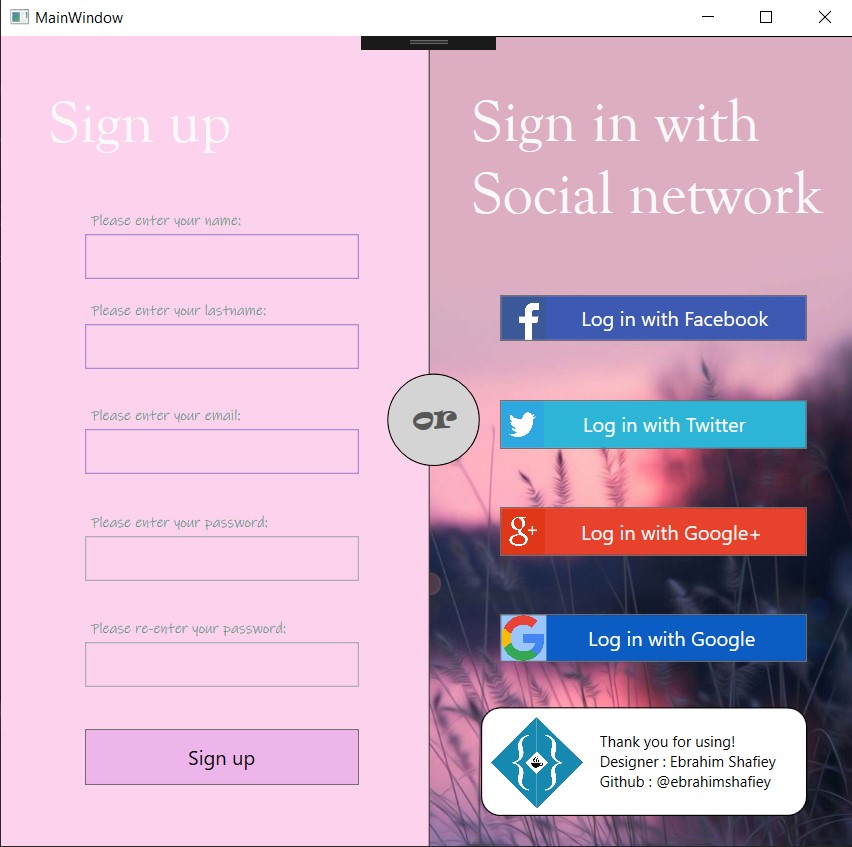 MainWindow
Sign up
Please enter your name:
Please enter your lastname:
Please enter your email:
Please enter your password:
Please re-enter your password:
Sign up
or
Sign in with
Social network
f
Log in with Facebook
Log in with Twitter
g+
Log in with Google+
G
Log in with Google
Thank you for using!
Designer : Ebrahim Shafiey
Github : @ebrahimshafiey